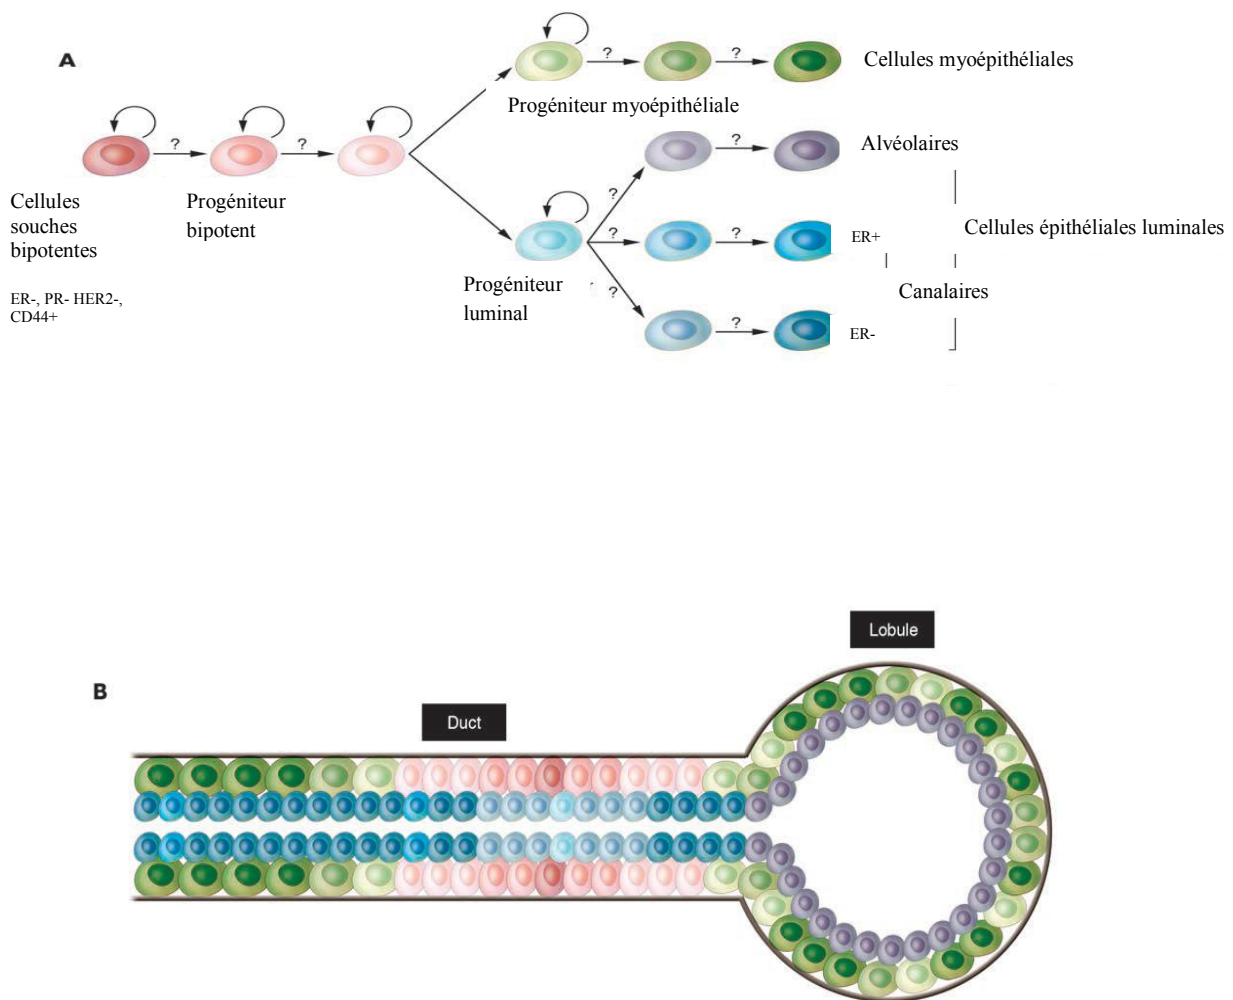 A
?
?
Cellules myoépithéliales
Progéniteur myoépithéliale
?
?
?
Alvéolaires
Cellules
souches
bipotentes
Progéniteur
bipotent
?
?
?
ER+
Cellules épithéliales luminales
Progéniteur
luminal
?
Canalaires
ER-, PR- HER2-,
CD44+
?
ER-
Lobule
B
Duct